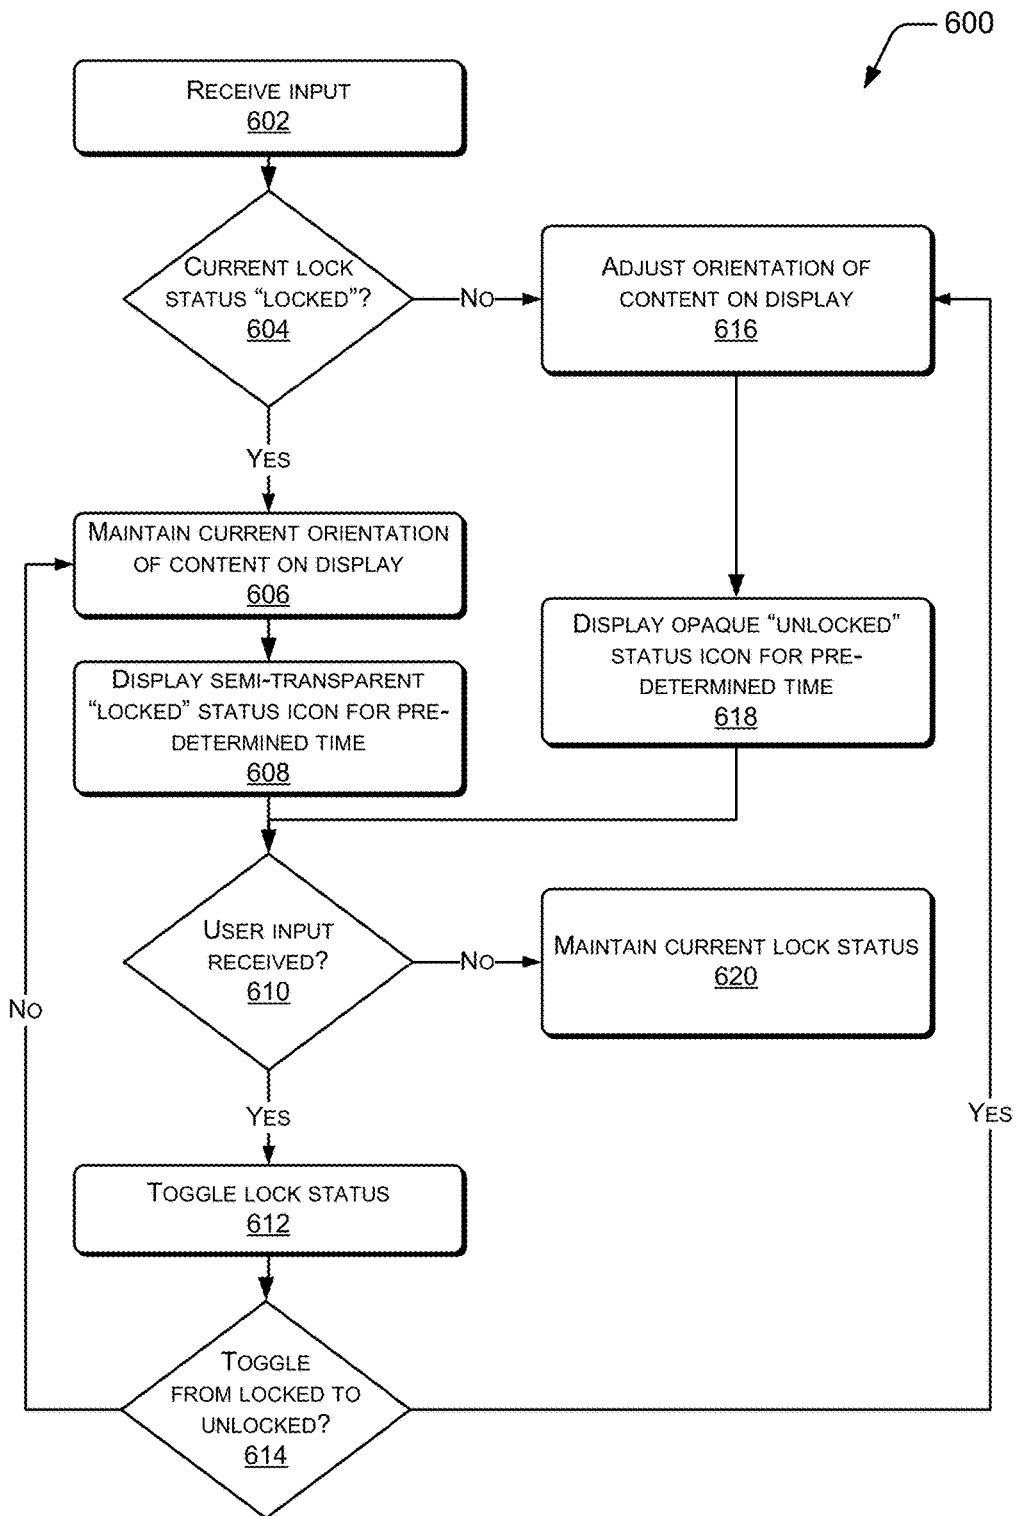 600
RECEIVE INPUT
602
CURRENT LOCK
STATUS “LOCKED”?
604
NO
ADJUST ORIENTATION OF
CONTENT ON DISPLAY
616
YES
MAINTAIN CURRENT ORIENTATION
OF CONTENT ON DISPLAY
606
DISPLAY SEMI-TRANSPARENT
“LOCKED” STATUS ICON FOR PRE-
DETERMINED TIME
608
DISPLAY OPAQUE “UNLOCKED”
STATUS ICON FOR PRE-
DETERMINED TIME
618
USER INPUT
RECEIVED?
610
NO
MAINTAIN CURRENT LOCK STATUS
620
NO
YES
YES
TOGGLE LOCK STATUS
612
TOGGLE
FROM LOCKED TO
UNLOCKED?
614